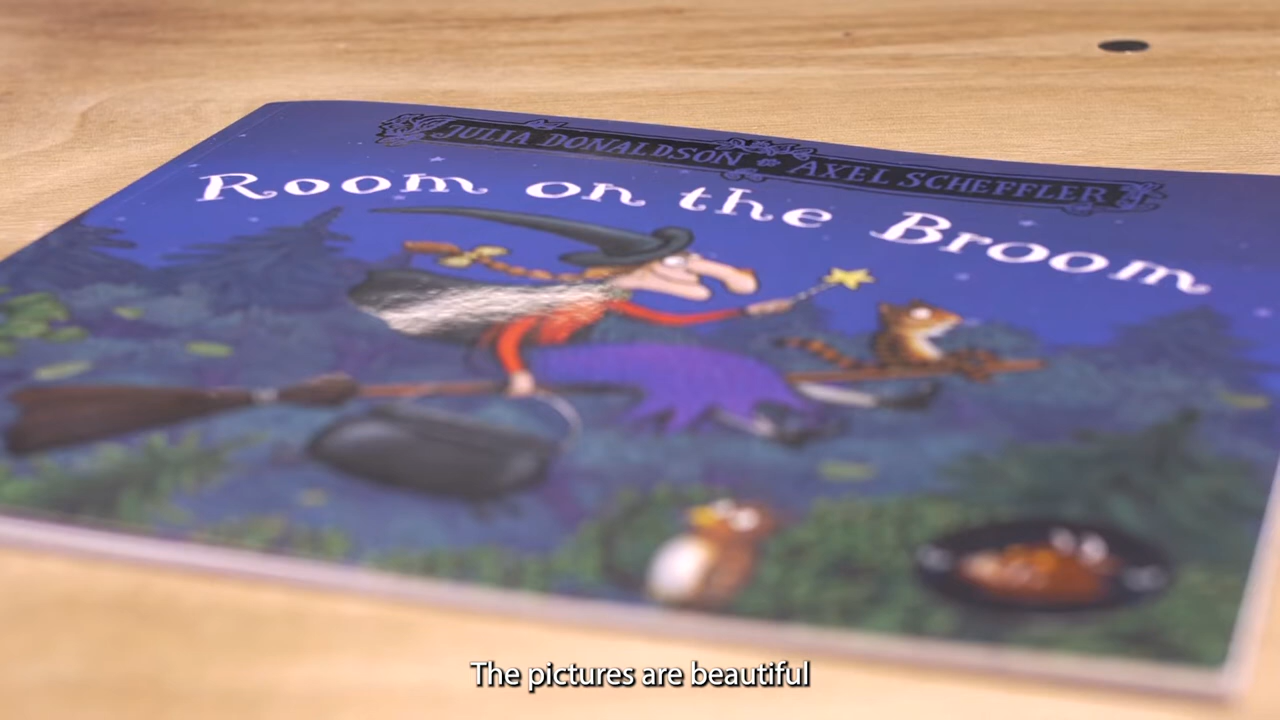 JULIA DONALDSON AXEL SCHEFFLER
Room on the Broom
The pictures are beautiful